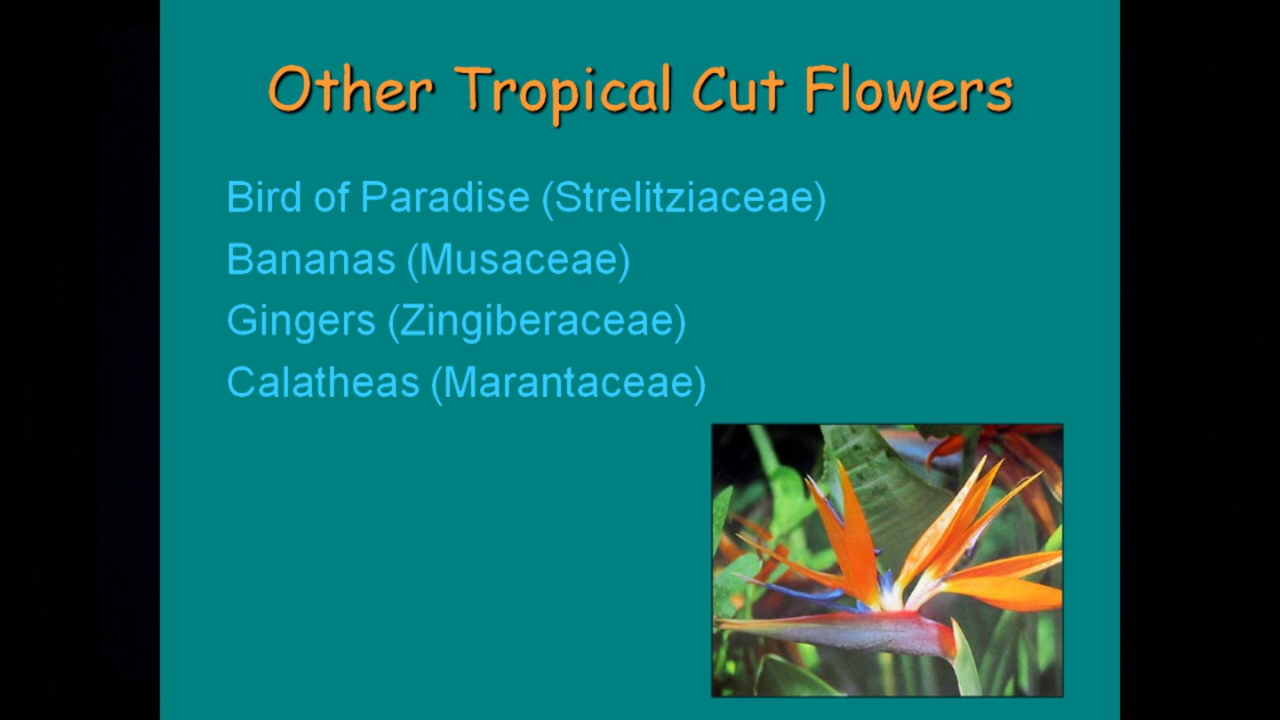 Other Tropical Cut Flowers
Bird of Paradise (Strelitziaceae)
Bananas (Musaceae)
Gingers (Zingiberaceae)
Calatheas (Marantaceae)